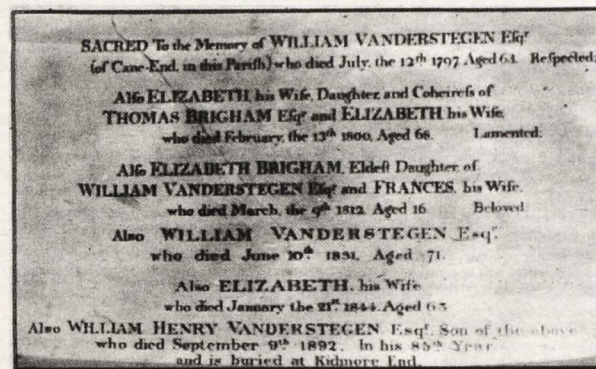 SACRED To the Memory of WILLIAM VANDERSTEGEN Esqr
(of Cane-End, in this Pariſh) who died July, the 12th 1797 Aged 63. Reſpected:
Alſo ELIZABETH, his Wife, Daughter, and Coheireſs of
THOMAS BRIGHAM Eſqr and ELIZABETH his Wife,
who died February, the 13th 1800, Aged 68. Lamented:
Alſo ELIZABETH BRIGHAM, Eldeſt Daughter of
WILLIAM VANDERSTEGEN Eſqr and FRANCES, his Wife,
who died March, the 9th 1812 Aged 16 Beloved
Also WILLIAM VANDERSTEGEN Esqr.
who died June 10th. 1831, Aged 71.
Also ELIZABETH, his Wife
who died January the 21st. 1844. Aged 63
Also WILLIAM HENRY VANDERSTEGEN, Esqr. Son of the above
who died September 9th. 1892. In his 85th Year
and is buried at Kidmore End.